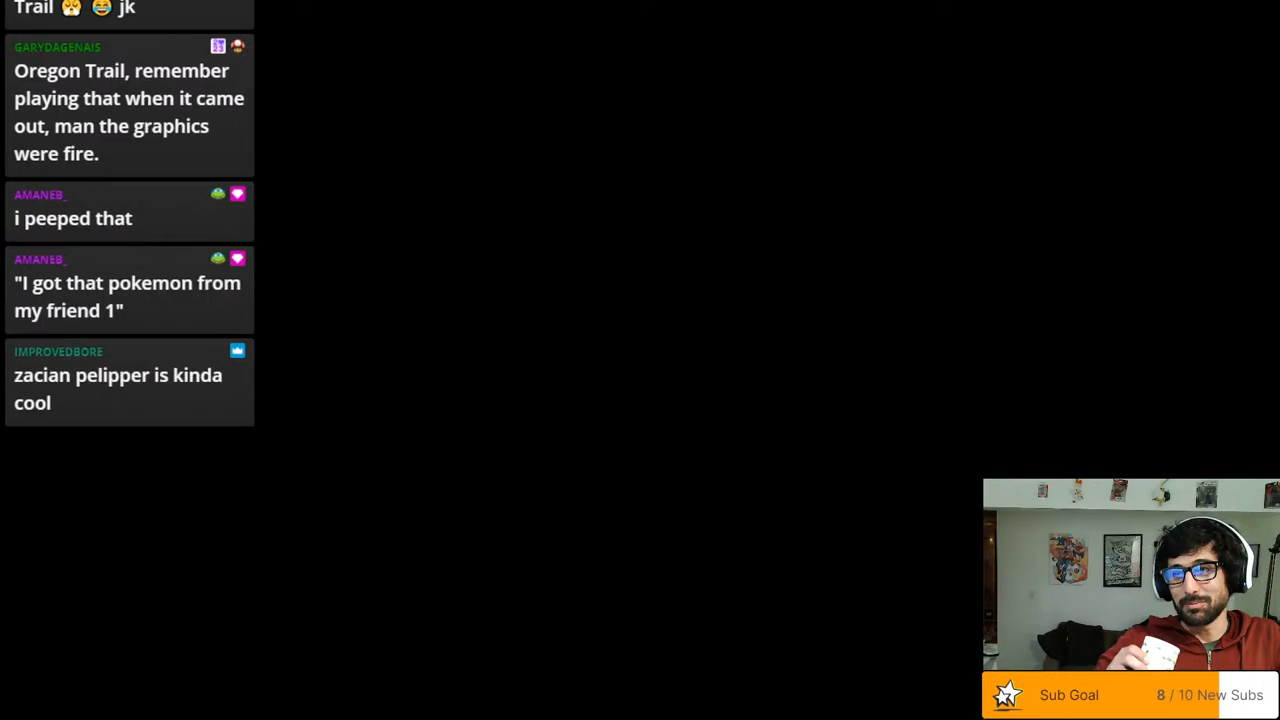 Trail 😤 😂 jk
GARYDAGENAIS
Oregon Trail, remember
playing that when it came
out, man the graphics
were fire.
AMANEB_
i peeped that
AMANEB_
"I got that pokemon from
my friend 1"
IMPROVEDBORE
zacian pelipper is kinda
cool
Sub Goal 8 / 10 New Subs